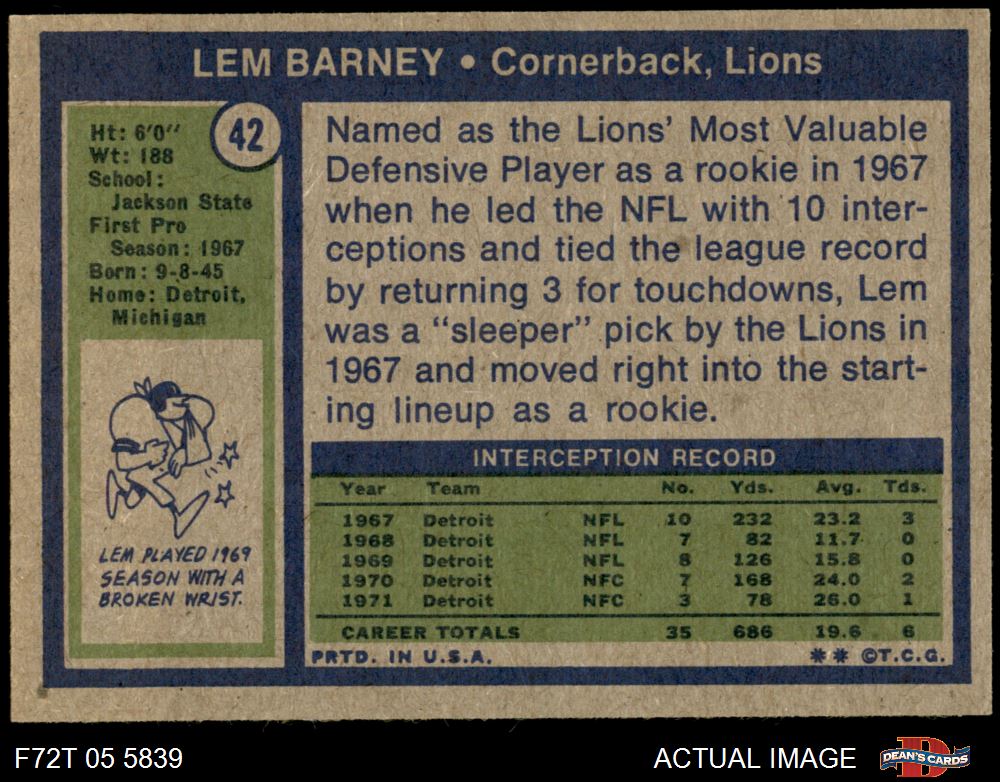 LEM BARNEY • Cornerback, Lions
42
Ht: 6'0"
Wt: 188
School:
Jackson State
First Pro
Season: 1967
Born: 9-8-45
Home: Detroit,
Michigan
LEM PLAYED 1969
SEASON WITH A
BROKEN WRIST.
Named as the Lions' Most Valuable
Defensive Player as a rookie in 1967
when he led the NFL with 10 inter-
ceptions and tied the league record
by returning 3 for touchdowns, Lem
was a "sleeper" pick by the Lions in
1967 and moved right into the start-
ing lineup as a rookie.
INTERCEPTION RECORD
Year Team No. Yds. Avg. Tds.
1967 Detroit NFL 10 232 23.2 3
1968 Detroit NFL 7 82 11.7 0
1969 Detroit NFL 8 126 15.8 0
1970 Detroit NFC 7 168 24.0 2
1971 Detroit NFC 3 78 26.0 1
CAREER TOTALS 35 686 19.6 6
PRTD. IN U.S.A. ** ©T.C.G.
F72T 05 5839 ACTUAL IMAGE DEAN'S CARDS